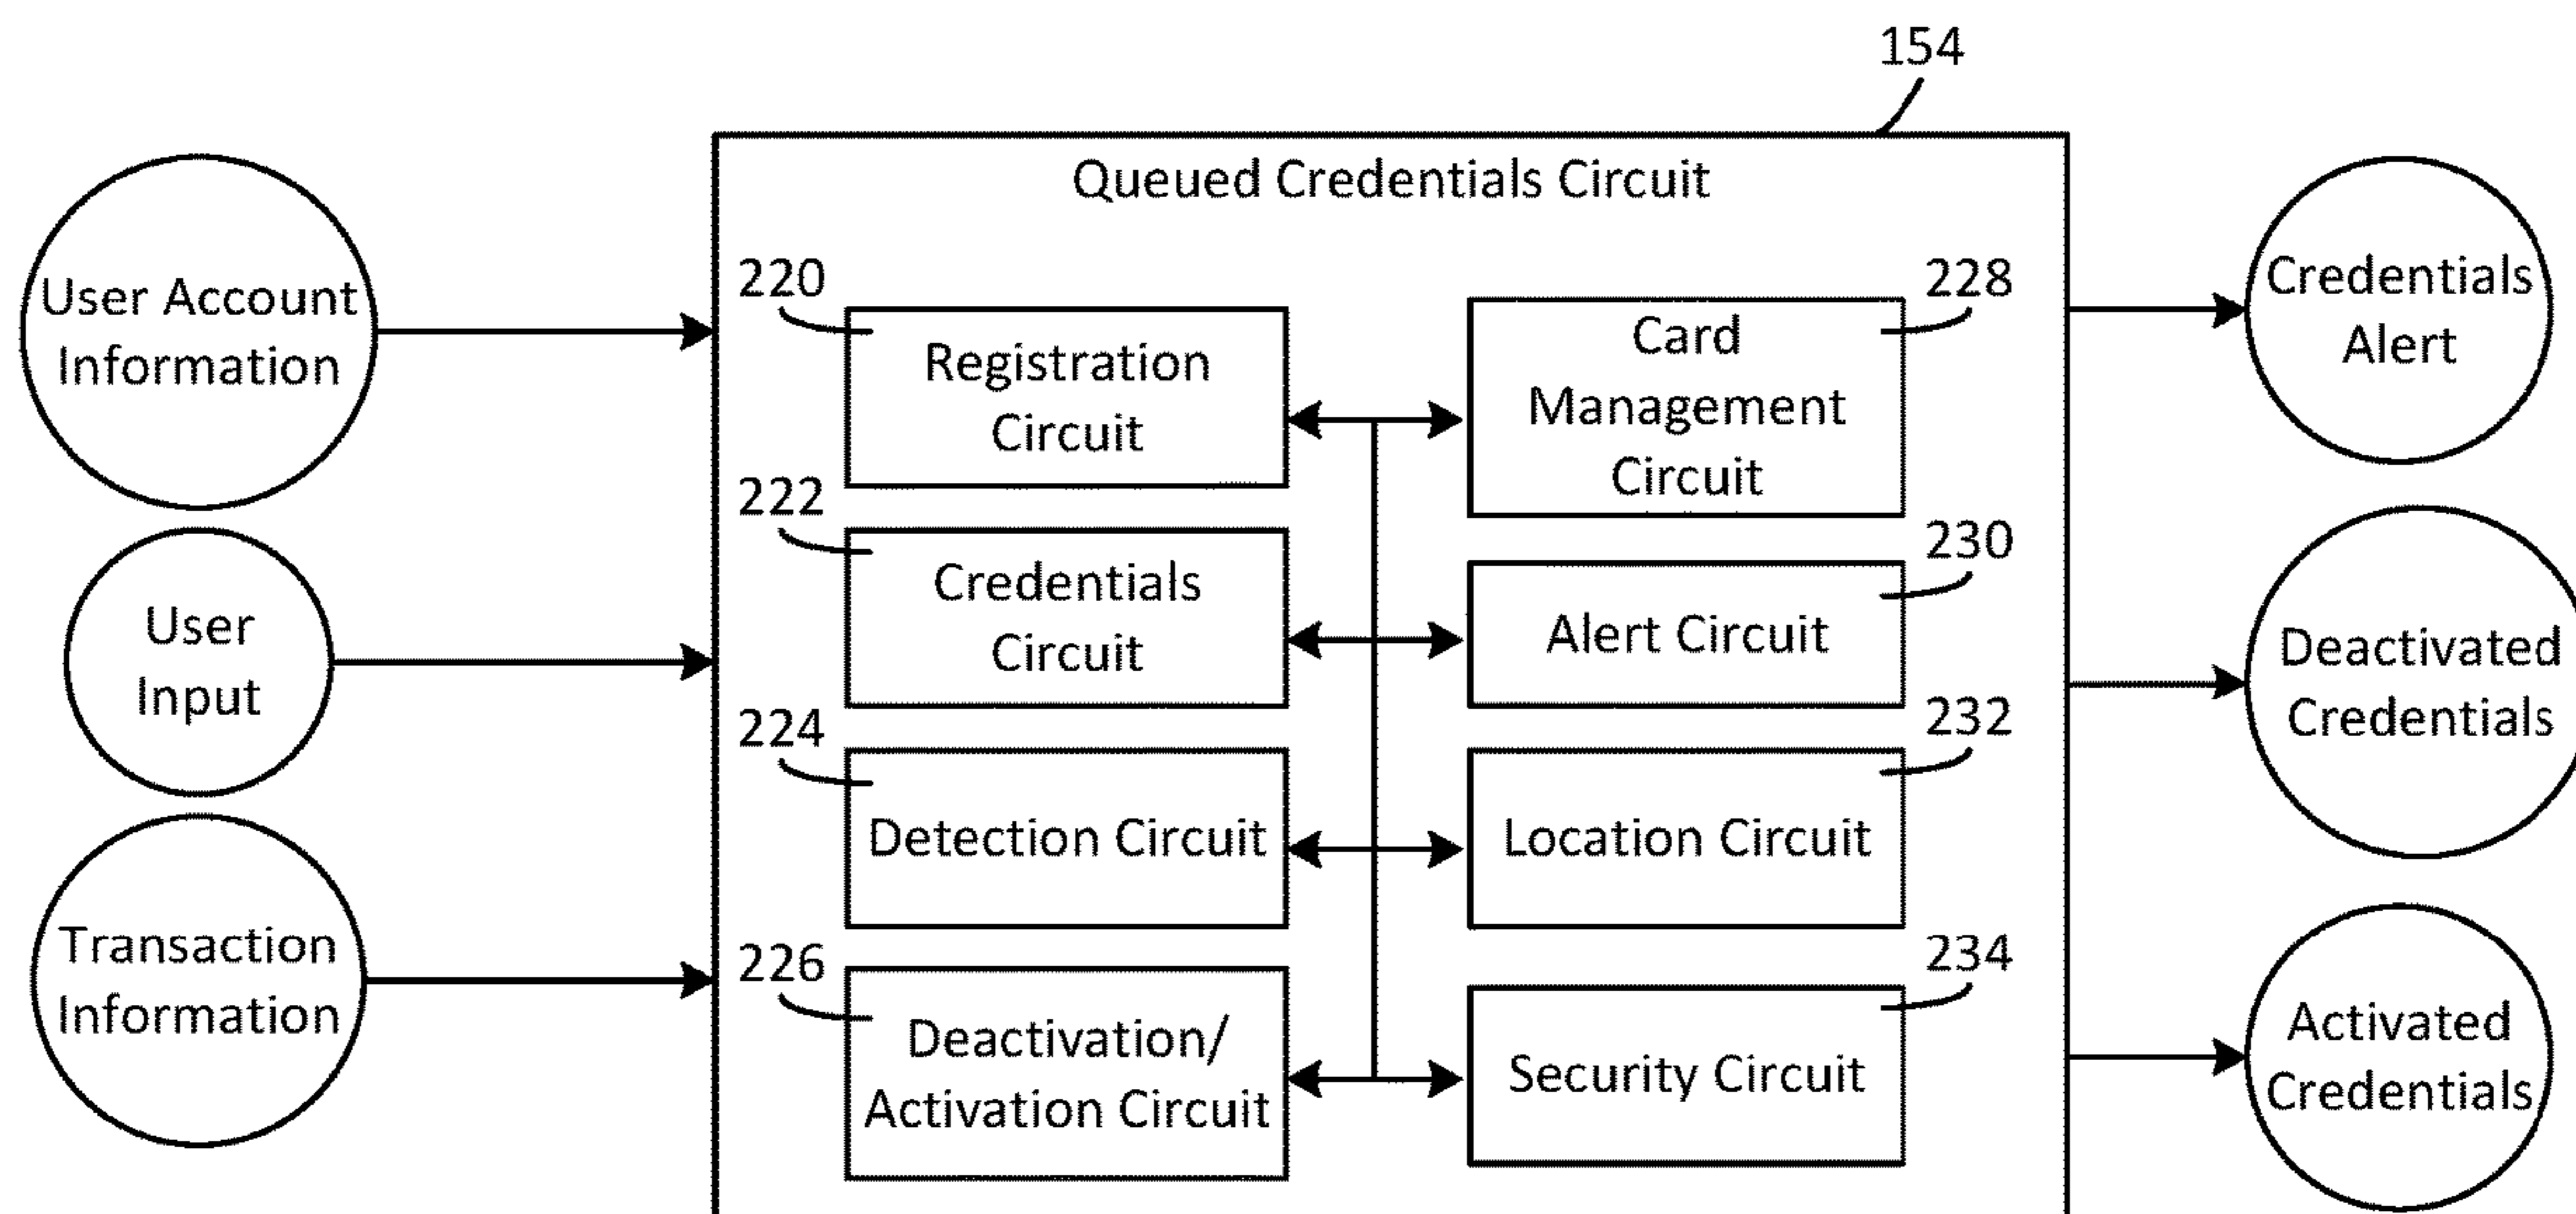 154
Queued Credentials Circuit
User Account
Information
User
Input
Transaction
Information
220
Registration
Circuit
222
Credentials
Circuit
224
Detection Circuit
226
Deactivation/
Activation Circuit
228
Card
Management
Circuit
230
Alert Circuit
232
Location Circuit
234
Security Circuit
Credentials
Alert
Deactivated
Credentials
Activated
Credentials